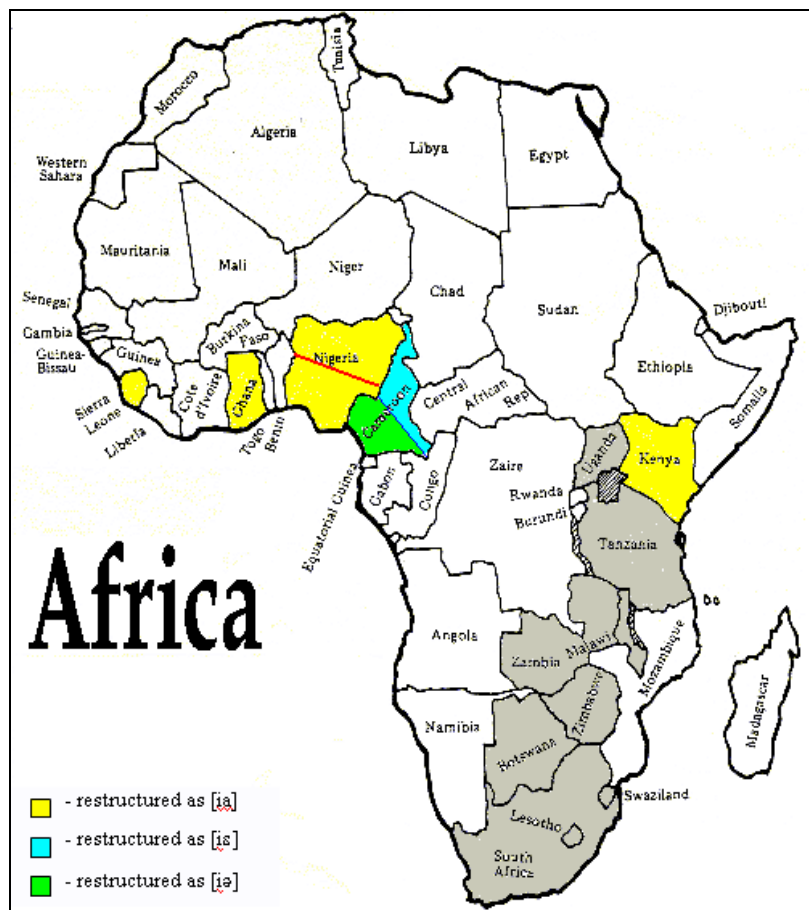 Tunisia
Morocco
Algeria
Libya
Egypt
Western
Sahara
Mauritania
Mali
Niger
Chad
Sudan
Senegal
Gambia
Guinea-
Bissau
Guinea
Burkina
Faso
Nigeria
Djibouti
Ethiopia
Somalia
Sierra
Leone
Liberia
Cote
d'Ivoire
Ghana
Togo
Benin
Cameroon
Central
African Rep
Equatorial Guinea
Gabon
Congo
Zaire
Uganda
Kenya
Rwanda
Burundi
Tanzania
Africa
Angola
Zambia
Malawi
Mozambique
Madagascar
Namibia
Botswana
Zimbabwe
Swaziland
Lesotho
South
Africa
- restructured as [ia]
- restructured as [iɛ]
- restructured as [iə]